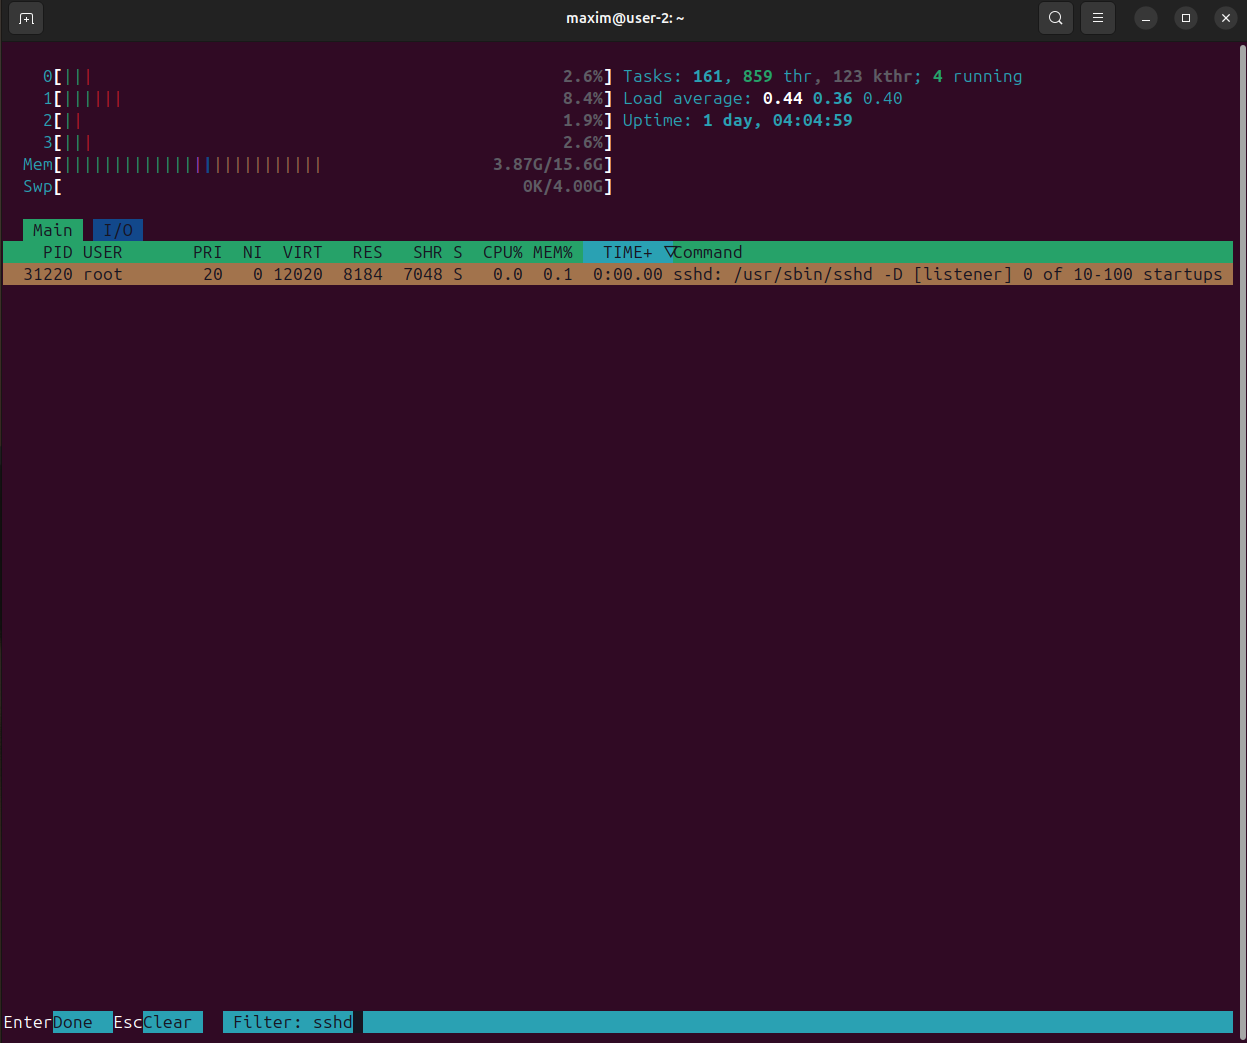 maxim@user-2: ~
0[||| 2.6%] Tasks: 161, 859 thr, 123 kthr; 4 running
1[|||||| 8.4%] Load average: 0.44 0.36 0.40
2[|| 1.9%] Uptime: 1 day, 04:04:59
3[||| 2.6%]
Mem[|||||||||||||||||||||||||| 3.87G/15.6G]
Swp[ 0K/4.00G]
Main I/O
PID USER PRI NI VIRT RES SHR S CPU% MEM% TIME+ ▽Command
31220 root 20 0 12020 8184 7048 S 0.0 0.1 0:00.00 sshd: /usr/sbin/sshd -D [listener] 0 of 10-100 startups
EnterDone EscClear Filter: sshd